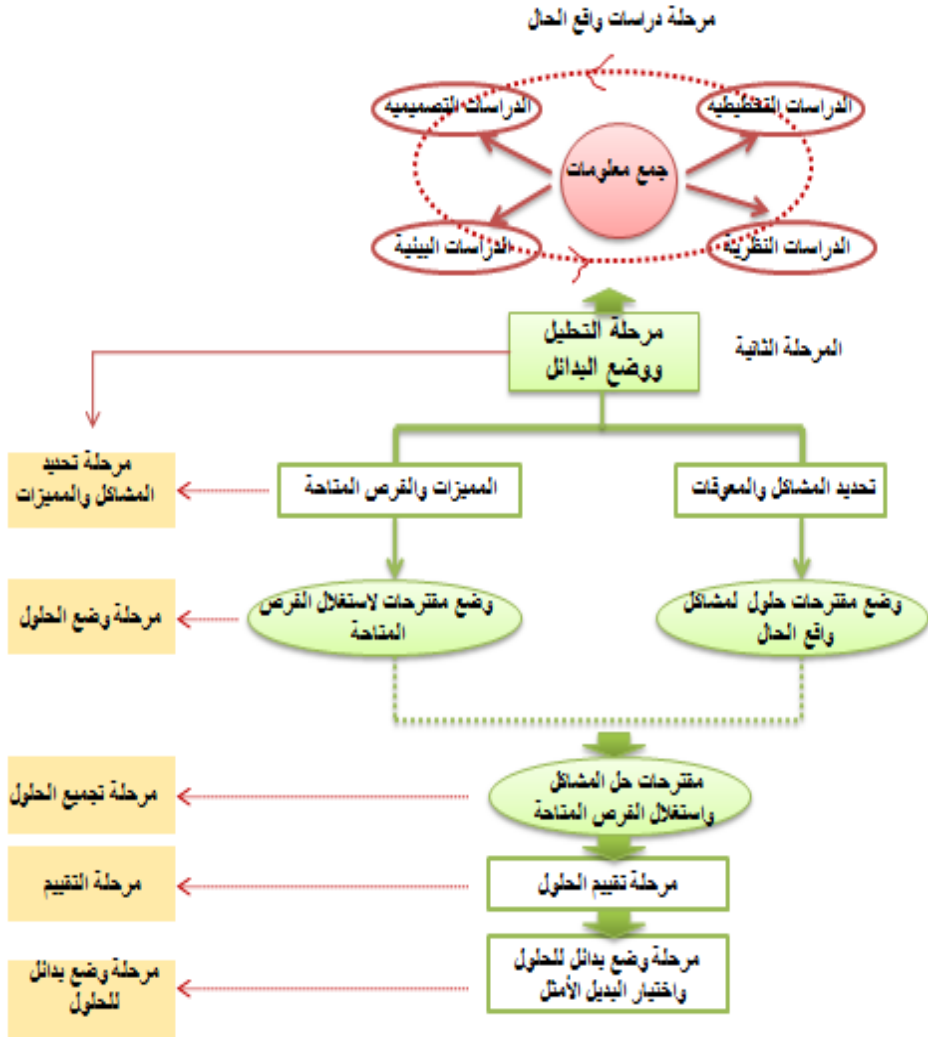 مرحلة دراسات واقع الحال
الدراسات التخطيطيه
الدراسات التصميميه
جمع معلومات
الدراسات النظرية
الدراسات البيئية
المرحلة الثانية
مرحلة التحليل
ووضع البدائل
تحديد المشاكل والمعوقات
المميزات والفرص المتاحة
مرحلة تحديد
المشاكل والمميزات
وضع مقترحات حلول لمشاكل
واقع الحال
وضع مقترحات لاستغلال الفرص
المتاحة
مرحلة وضع الحلول
مقترحات حل المشاكل
واستغلال الفرص المتاحة
مرحلة تجميع الحلول
مرحلة تقييم الحلول
مرحلة التقييم
مرحلة وضع بدائل للحلول
واختيار البديل الأمثل
مرحلة وضع بدائل
للحلول